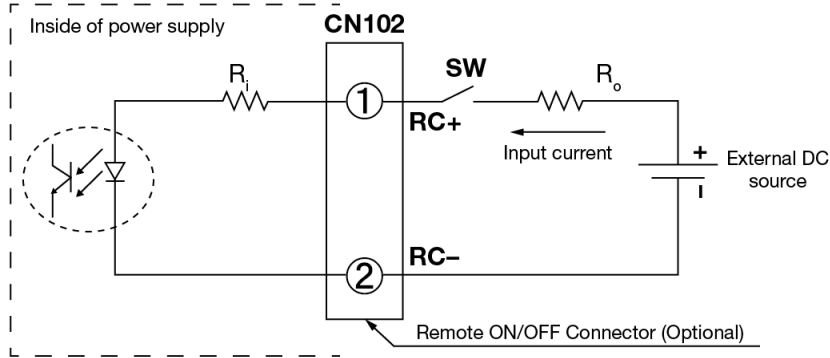 Inside of power supply
CN102
Ri
1
SW
Ro
RC+
Input current
+
External DC
source
2
RC−
Remote ON/OFF Connector (Optional)